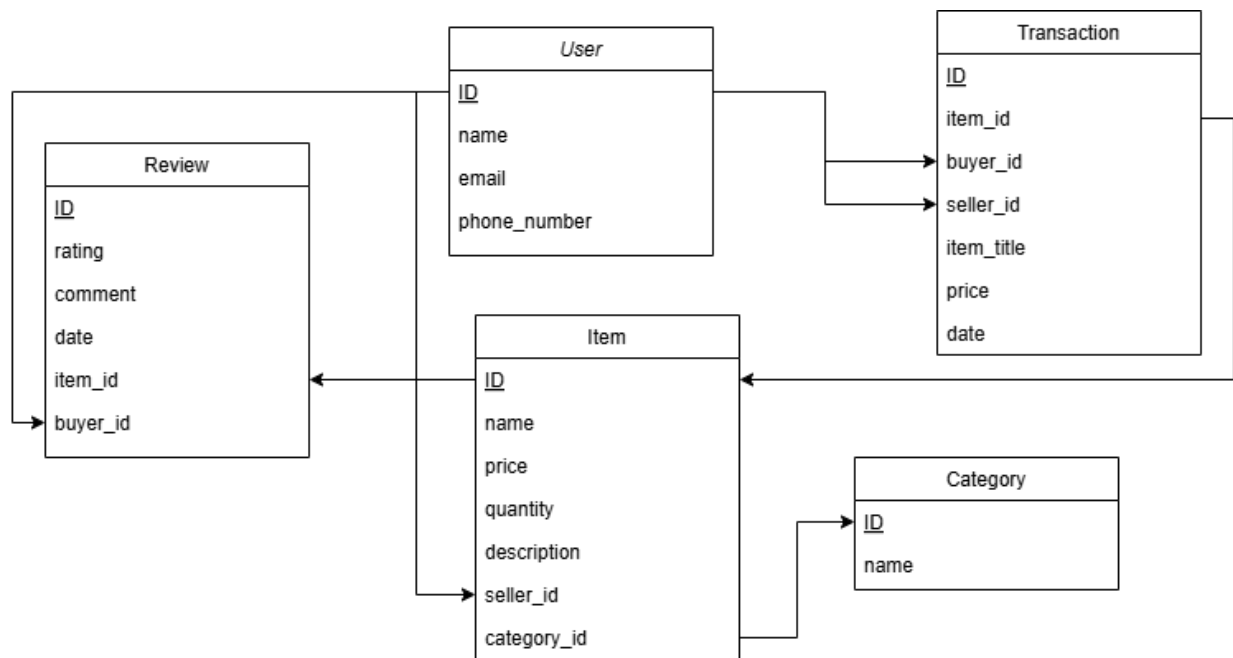 User
ID
name
email
phone_number
Transaction
ID
item_id
buyer_id
seller_id
item_title
price
date
Review
ID
rating
comment
date
item_id
buyer_id
Item
ID
name
price
quantity
description
seller_id
category_id
Category
ID
name